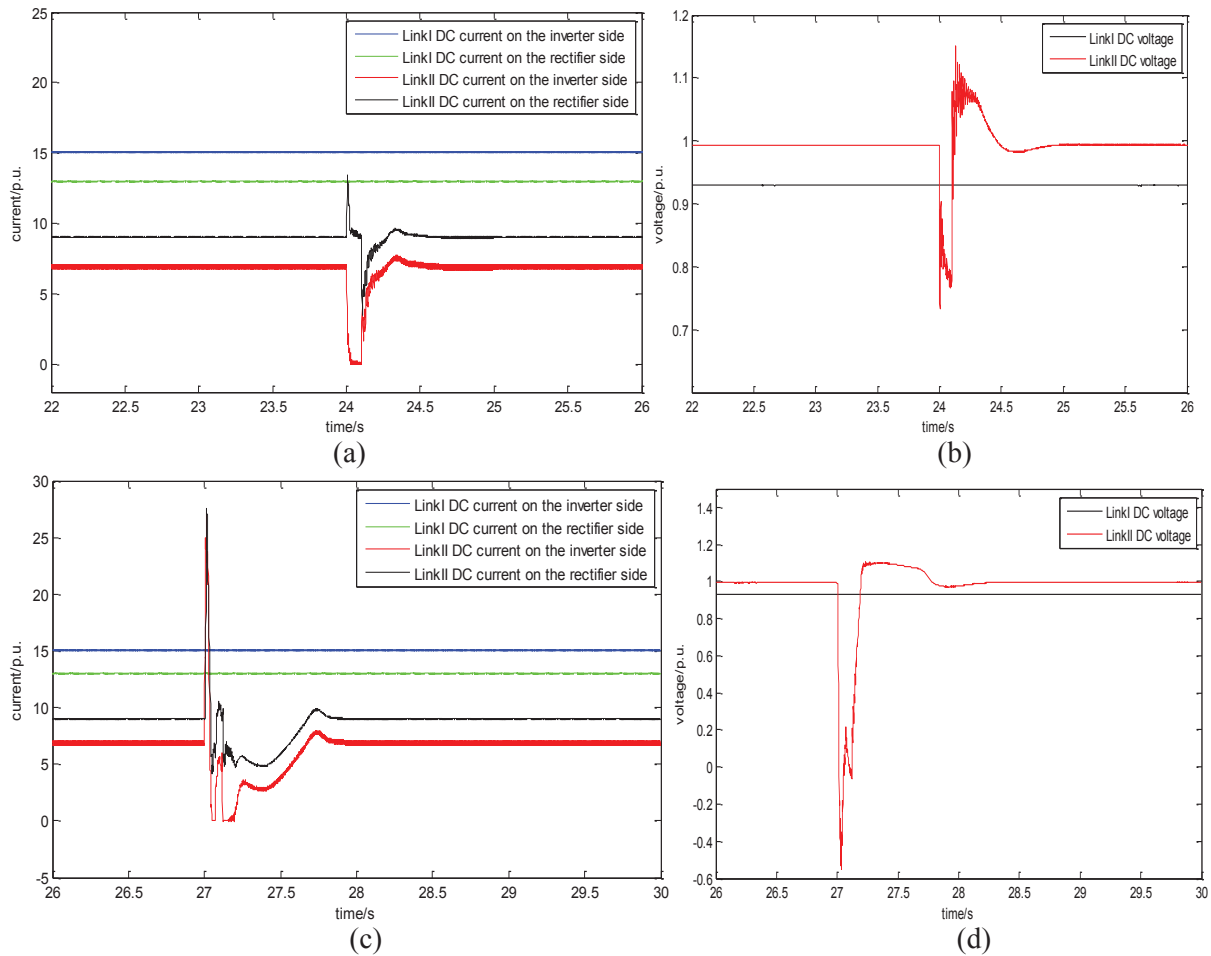 25
20
15
10
5
0
current/p.u.
LinkI DC current on the inverter side
LinkI DC current on the rectifier side
LinkII DC current on the inverter side
LinkII DC current on the rectifier side
22 22.5 23 23.5 24 24.5 25 25.5 26
time/s
(a)
1.2
1.1
1
0.9
0.8
0.7
voltage/p.u.
LinkI DC voltage
LinkII DC voltage
22 22.5 23 23.5 24 24.5 25 25.5 26
time/s
(b)
30
25
20
15
10
5
0
-5
current/p.u.
LinkI DC current on the inverter side
LinkI DC current on the rectifier side
LinkII DC current on the inverter side
LinkII DC current on the rectifier side
26 26.5 27 27.5 28 28.5 29 29.5 30
time/s
(c)
1.4
1.2
1
0.8
0.6
0.4
0.2
0
-0.2
-0.4
-0.6
voltage/p.u.
LinkI DC voltage
LinkII DC voltage
26 26.5 27 27.5 28 28.5 29 29.5 30
time/s
(d)